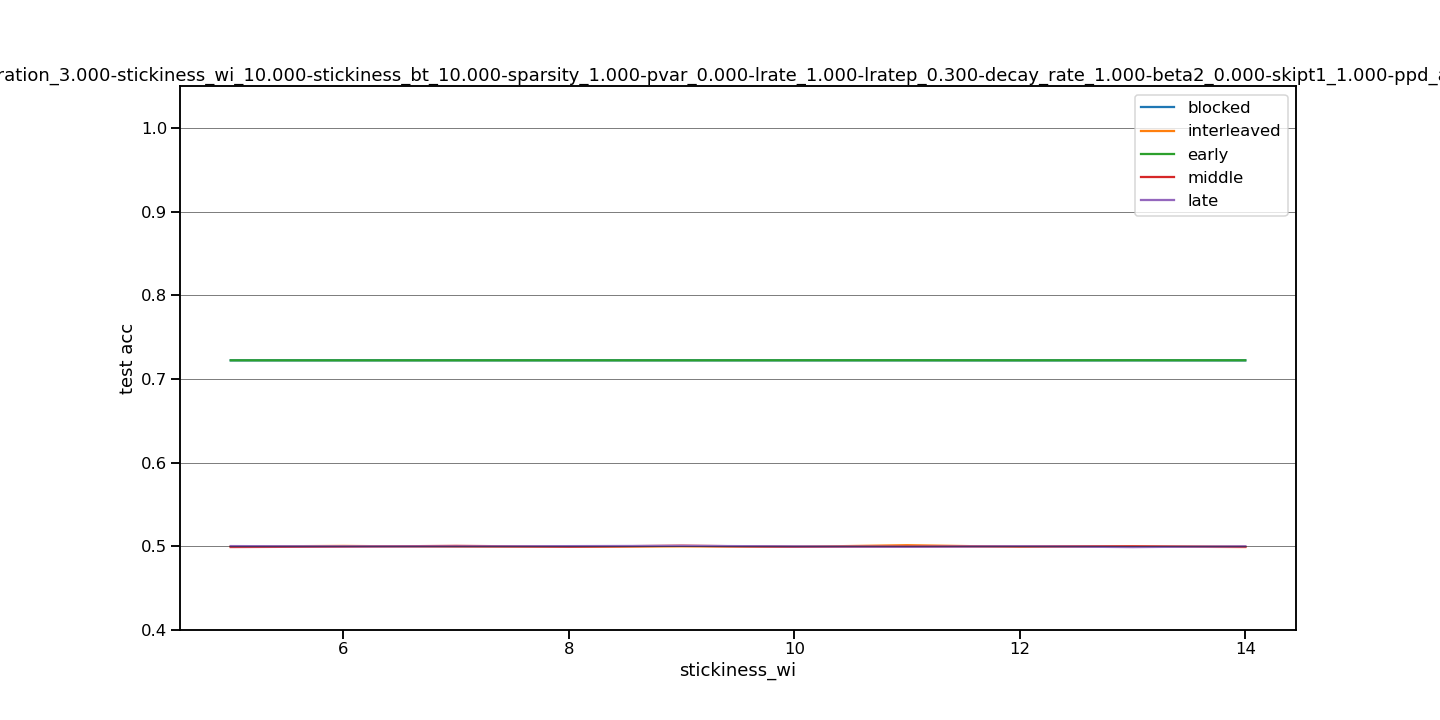 ration_3.000-stickiness_wi_10.000-stickiness_bt_10.000-sparsity_1.000-pvar_0.000-lrate_1.000-lratep_0.300-decay_rate_1.000-beta2_0.000-skipt1_1.000-ppd_
blocked
interleaved
early
middle
late
1.0
0.9
0.8
0.7
0.6
0.5
0.4
test acc
6
8
10
12
14
stickiness_wi